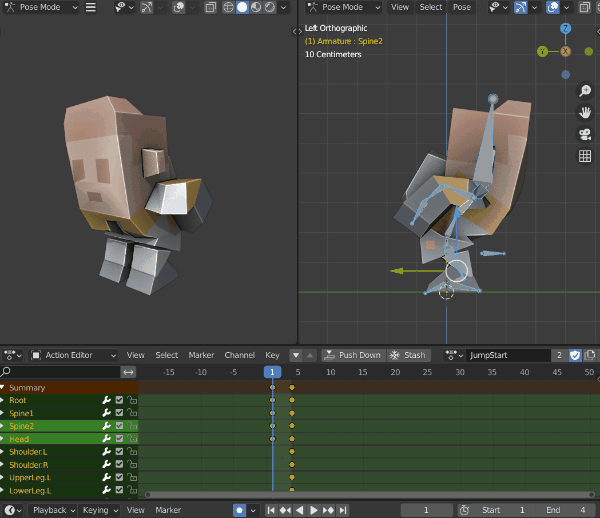 Pose Mode
Pose Mode View Select Pose
Left Orthographic
(1) Armature : Spine2
10 Centimeters
Z
Y X
Action Editor View Select Marker Channel Key Push Down Stash JumpStart 2
-15 -10 -5 1 5 10 15 20 25 30 35 40 45 50
Summary
Root
Spine1
Spine2
Head
Shoulder.L
Shoulder.R
UpperLeg.L
LowerLeg.L
Playback Keying View Marker 1 Start 1 End 4